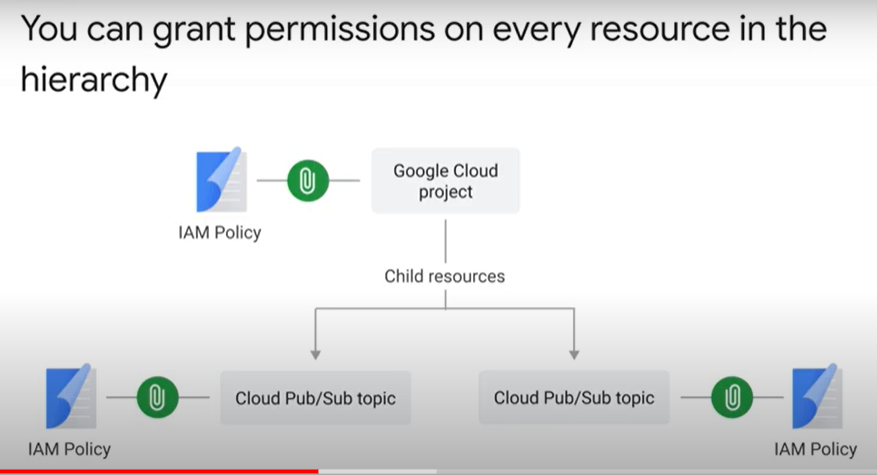 You can grant permissions on every resource in the
hierarchy
Google Cloud
project
IAM Policy
Child resources
Cloud Pub/Sub topic
Cloud Pub/Sub topic
IAM Policy
IAM Policy